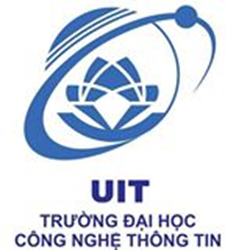 UIT
TRƯỜNG ĐẠI HỌC
CÔNG NGHỆ THÔNG TIN